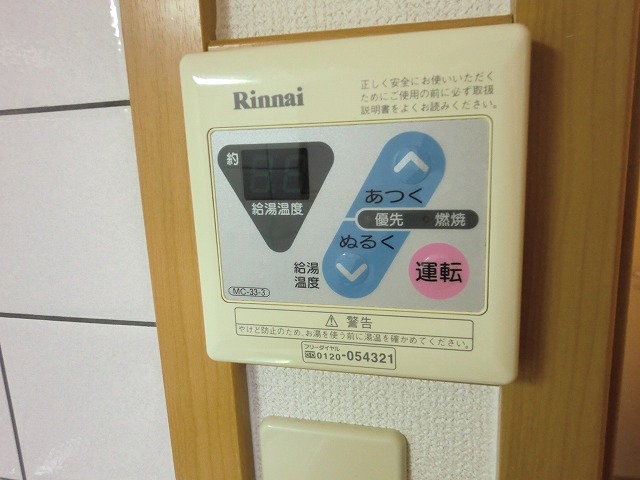 Rinnai
正しく安全にお使いいただく
ためにご使用の前に必ず取扱
説明書をよくお読みください。
約
給湯温度
あつく
優先 燃焼
ぬるく
給湯
温度
運転
MC-33-3
⚠ 警告
やけど防止のため、お湯を使う前に湯温を確かめてください。
フリーダイヤル
0120-054321